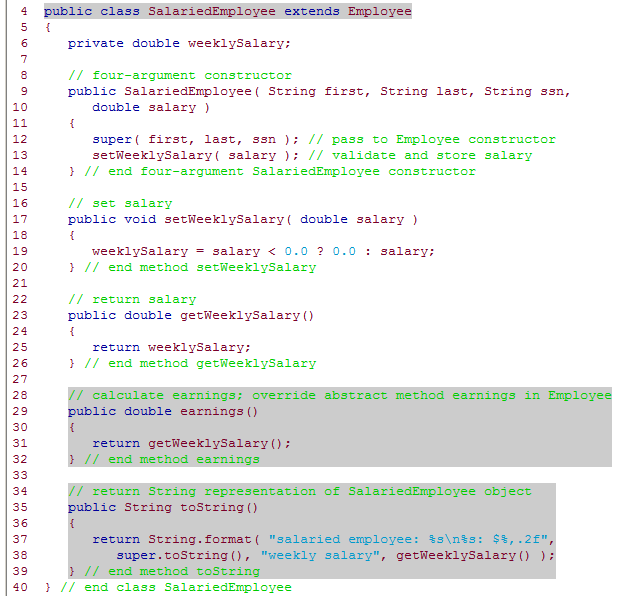 4 public class SalariedEmployee extends Employee
5 {
6 private double weeklySalary;
7
8 // four-argument constructor
9 public SalariedEmployee( String first, String last, String ssn,
10 double salary )
11 {
12 super( first, last, ssn ); // pass to Employee constructor
13 setWeeklySalary( salary ); // validate and store salary
14 } // end four-argument SalariedEmployee constructor
15
16 // set salary
17 public void setWeeklySalary( double salary )
18 {
19 weeklySalary = salary < 0.0 ? 0.0 : salary;
20 } // end method setWeeklySalary
21
22 // return salary
23 public double getWeeklySalary()
24 {
25 return weeklySalary;
26 } // end method getWeeklySalary
27
28 // calculate earnings; override abstract method earnings in Employee
29 public double earnings()
30 {
31 return getWeeklySalary();
32 } // end method earnings
33
34 // return String representation of SalariedEmployee object
35 public String toString()
36 {
37 return String.format( "salaried employee: %s\n%s: $%,.2f",
38 super.toString(), "weekly salary", getWeeklySalary() );
39 } // end method toString
40 } // end class SalariedEmployee